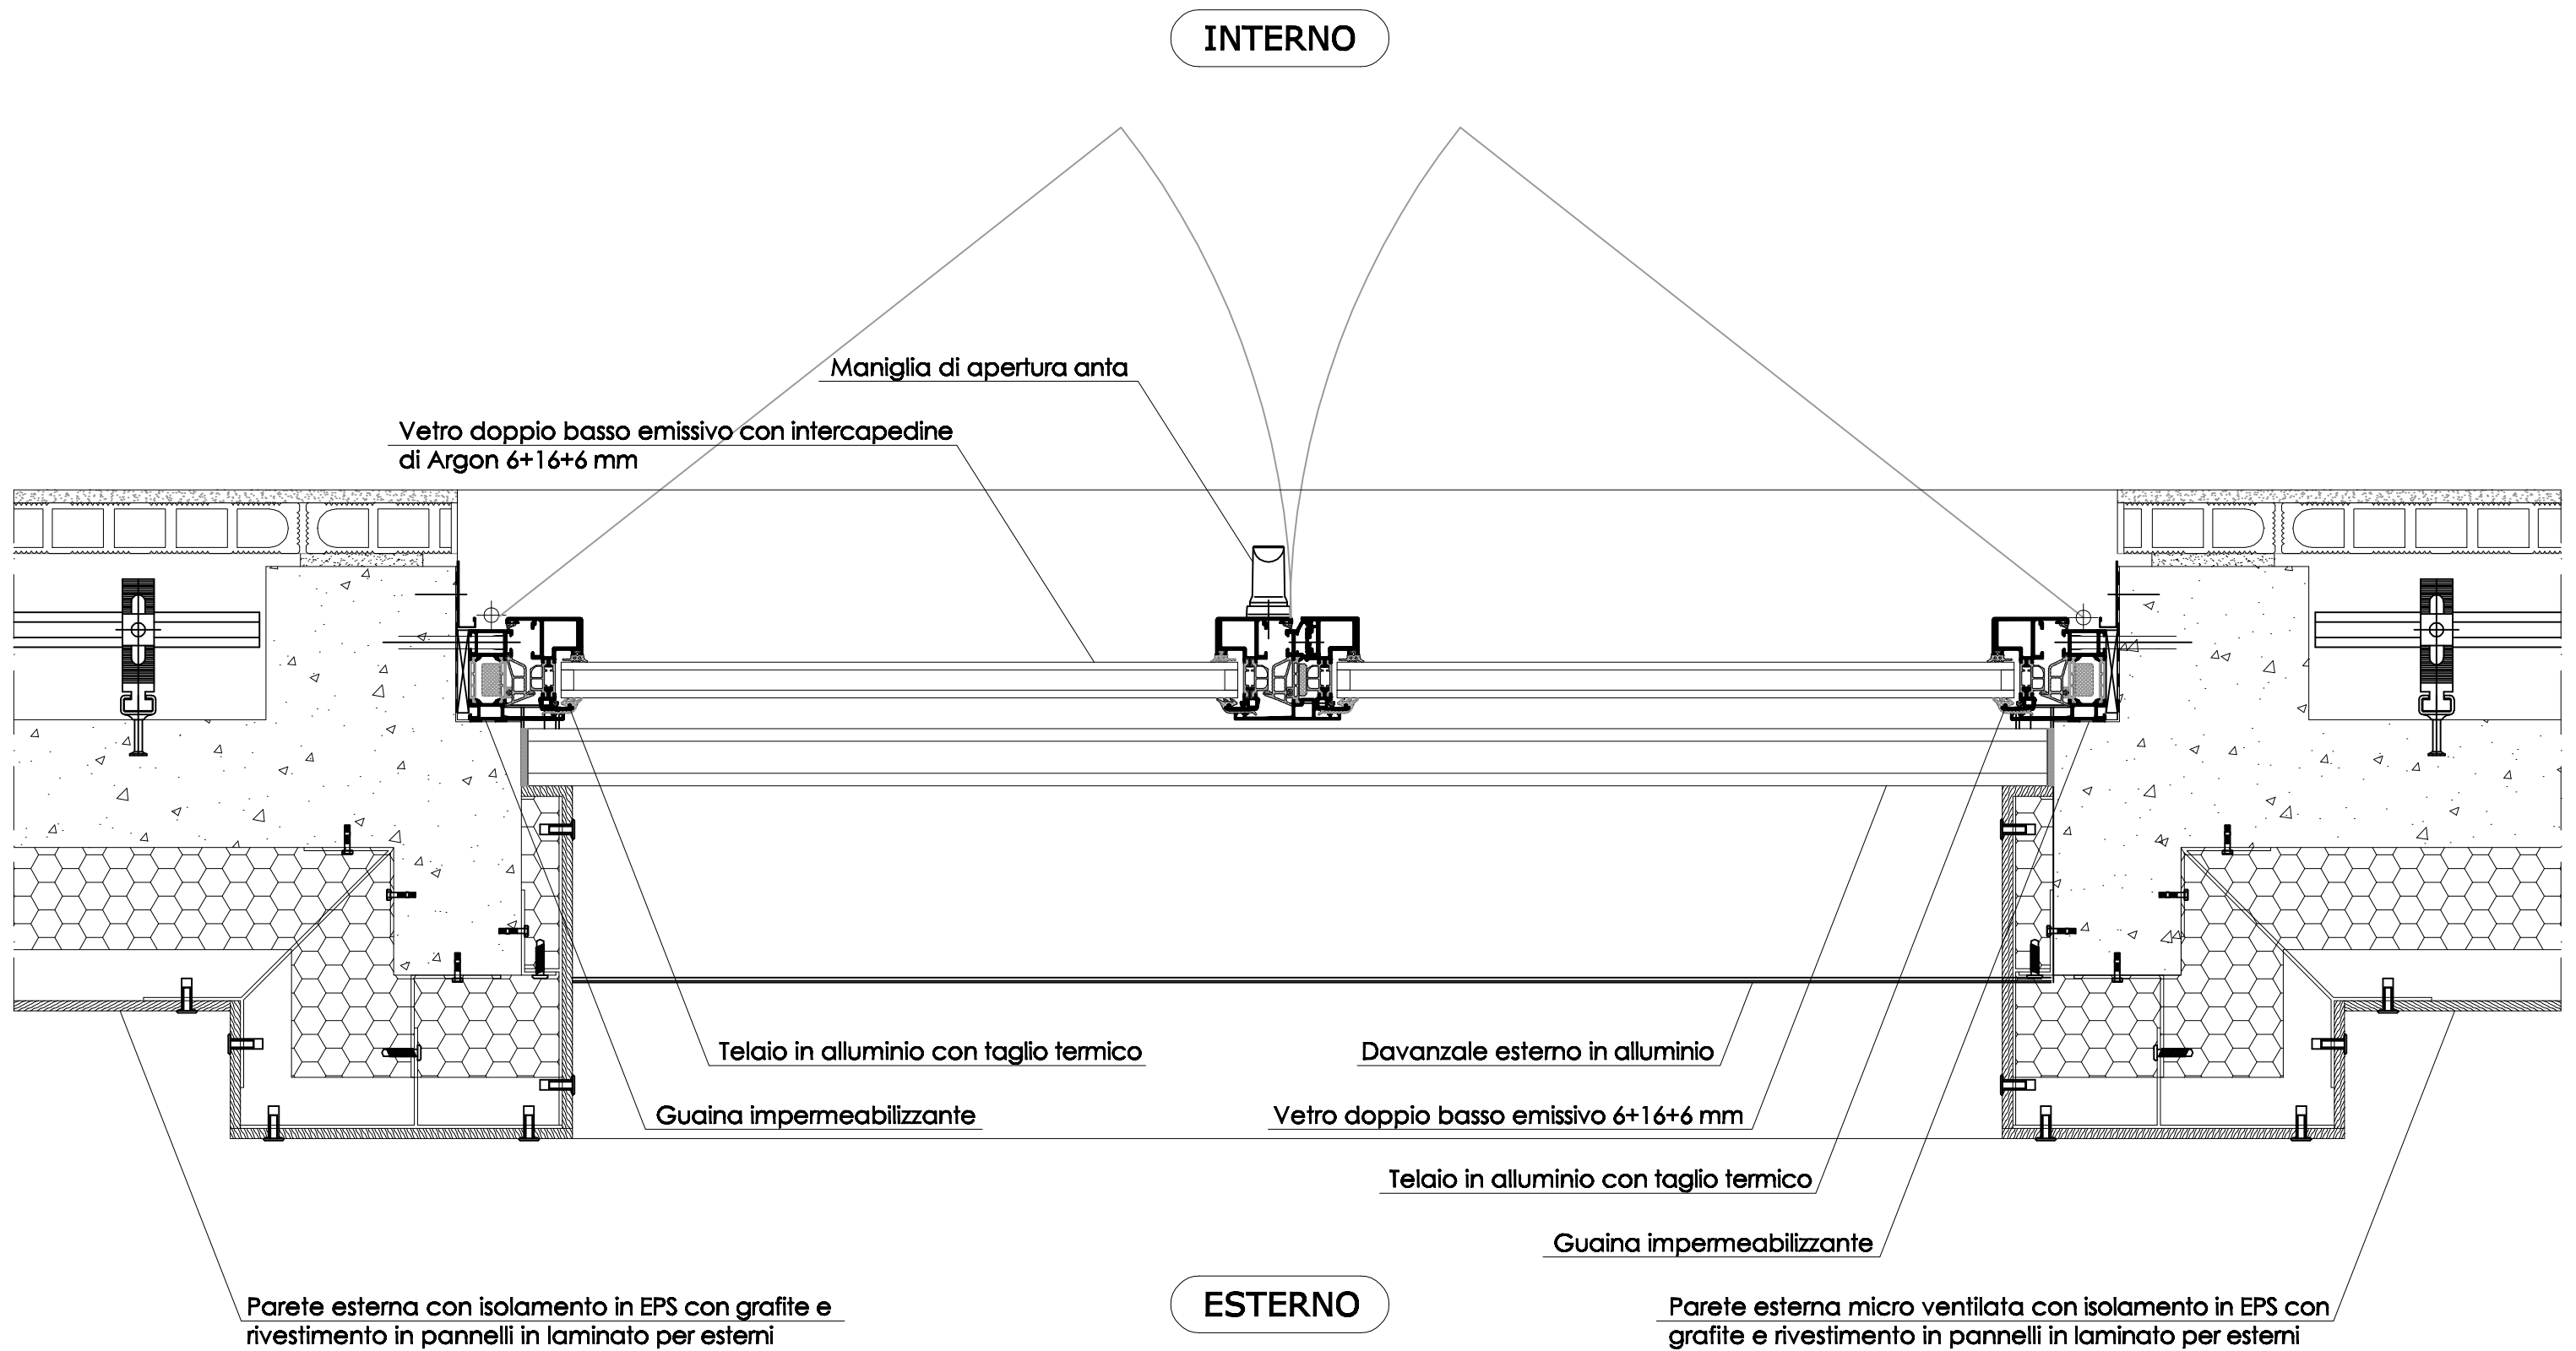 INTERNO
Maniglia di apertura anta
Vetro doppio basso emissivo con intercapedine
di Argon 6+16+6 mm
Telaio in alluminio con taglio termico
Davanzale esterno in alluminio
Guaina impermeabilizzante
Vetro doppio basso emissivo 6+16+6 mm
Telaio in alluminio con taglio termico
Guaina impermeabilizzante
ESTERNO
Parete esterna con isolamento in EPS con grafite e
rivestimento in pannelli in laminato per esterni
Parete esterna micro ventilata con isolamento in EPS con
grafite e rivestimento in pannelli in laminato per esterni